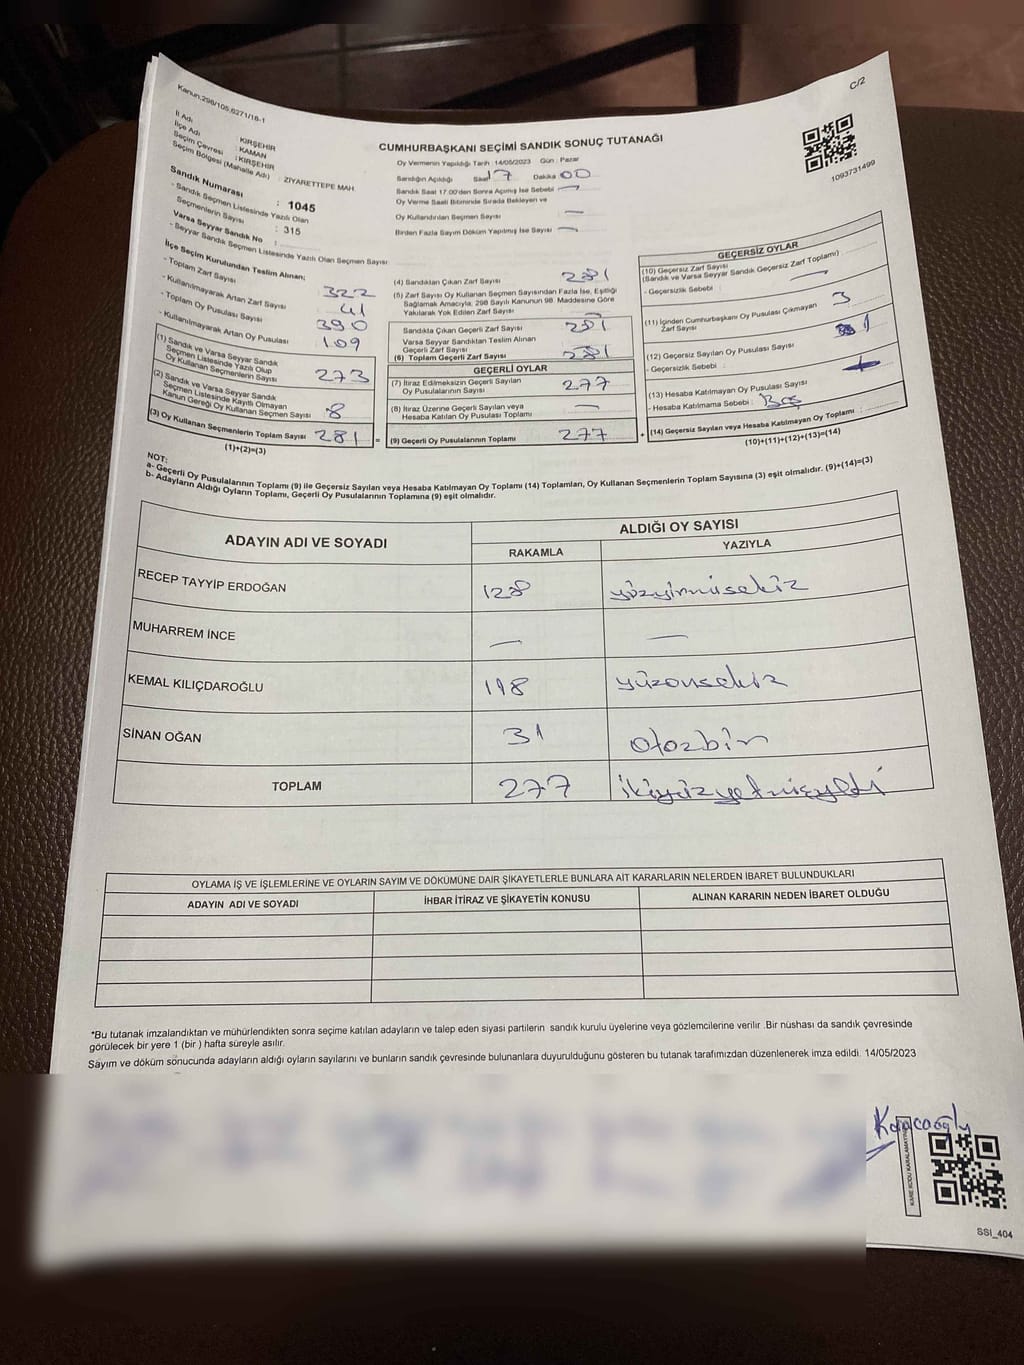 Kanun:298/105,6271/18-1
C/2
İl Adı : KIRŞEHİR
İlçe Adı : KAMAN
Seçim Çevresi : KIRŞEHİR
Seçim Bölgesi (Mahalle Adı) : ZİYARETTEPE MAH.
Sandık Numarası : 1045
- Sandık Seçmen Listesinde Yazılı Olan
Seçmenlerin Sayısı : 315
Varsa Seyyar Sandık No :
- Seyyar Sandık Seçmen Listesinde Yazılı Olan Seçmen Sayısı:
CUMHURBAŞKANI SEÇİMİ SANDIK SONUÇ TUTANAĞI
Oy Vermenin Yapıldığı Tarih :14/05/2023 Gün : Pazar
Sandığın Açıldığı Saat 17 Dakika 00
Sandık Saat 17.00'den Sonra Açımış İse Sebebi —
Oy Verme Saati Bitiminde Sırada Bekleyen ve
Oy Kullandırılan Seçmen Sayısı —
Birden Fazla Sayım Döküm Yapılmış İse Sayısı —
1093731499
İlçe Seçim Kurulundan Teslim Alınan;
- Toplam Zarf Sayısı 322
- Kullanılmayarak Artan Zarf Sayısı 41
- Toplam Oy Pusulası Sayısı 390
- Kullanılmayarak Artan Oy Pusulası 109
(1) Sandık ve Varsa Seyyar Sandık
Seçmen Listesinde Yazılı Olup
Oy Kullanan Seçmenlerin Sayısı 273
(2) Sandık ve Varsa Seyyar Sandık
Seçmen Listesinde Kayıtlı Olmayan
Kanun Gereği Oy Kullanan Seçmen Sayısı 8
(3) Oy Kullanan Seçmenlerin Toplam Sayısı 281 =
(1)+(2)=(3)
(4) Sandıktan Çıkan Zarf Sayısı 281
(5) Zarf Sayısı Oy Kullanan Seçmen Sayısından Fazla İse, Eşitliği
Sağlamak Amacıyla, 298 Sayılı Kanunun 98. Maddesine Göre
Yakılarak Yok Edilen Zarf Sayısı —
Sandıkta Çıkan Geçerli Zarf Sayısı 281
Varsa Seyyar Sandıktan Teslim Alınan
Geçerli Zarf Sayısı —
(6) Toplam Geçerli Zarf Sayısı 281
GEÇERLİ OYLAR
(7) İtiraz Edilmeksizin Geçerli Sayılan
Oy Pusulalarının Sayısı 277
(8) İtiraz Üzerine Geçerli Sayılan veya
Hesaba Katılan Oy Pusulası Toplamı —
(9) Geçerli Oy Pusulalarının Toplamı 277 +
GEÇERSİZ OYLAR
(10) Geçersiz Zarf Sayısı
(Sandık ve Varsa Seyyar Sandık Geçersiz Zarf Toplamı)
- Geçersizlik Sebebi : —
(11) İçinden Cumhurbaşkanı Oy Pusulası Çıkmayan
Zarf Sayısı 3
(12) Geçersiz Sayılan Oy Pusulası Sayısı 1
- Geçersizlik Sebebi :
(13) Hesaba Katılmayan Oy Pusulası Sayısı
- Hesaba Katılmama Sebebi : Boş
(14) Geçersiz Sayılan veya Hesaba Katılmayan Oy Toplamı :
(10)+(11)+(12)+(13)=(14)
NOT:
a- Geçerli Oy Pusulalarının Toplamı (9) ile Geçersiz Sayılan veya Hesaba Katılmayan Oy Toplamı (14) Toplamları, Oy Kullanan Seçmenlerin Toplam Sayısına (3) eşit olmalıdır. (9)+(14)=(3)
b- Adayların Aldığı Oyların Toplamı, Geçerli Oy Pusulalarının Toplamına (9) eşit olmalıdır.
ADAYIN ADI VE SOYADI
ALDIĞI OY SAYISI
RAKAMLA YAZIYLA
RECEP TAYYİP ERDOĞAN 128 yüzyirmisekiz
MUHARREM İNCE — —
KEMAL KILIÇDAROĞLU 118 yüzonsekiz
SİNAN OĞAN 31 otozbir
TOPLAM 277 ikiyüzyetmişyedi
OYLAMA İŞ VE İŞLEMLERİNE VE OYLARIN SAYIM VE DÖKÜMÜNE DAİR ŞİKAYETLERLE BUNLARA AİT KARARLARIN NELERDEN İBARET BULUNDUKLARI
ADAYIN ADI VE SOYADI İHBAR İTİRAZ VE ŞİKAYETİN KONUSU ALINAN KARARIN NEDEN İBARET OLDUĞU
*Bu tutanak imzalandıktan ve mühürlendikten sonra seçime katılan adayların ve talep eden siyasi partilerin sandık kurulu üyelerine veya gözlemcilerine verilir .Bir nüshası da sandık çevresinde
görülecek bir yere 1 (bir ) hafta süreyle asılır.
Sayım ve döküm sonucunda adayların aldığı oyların sayılarını ve bunların sandık çevresinde bulunanlara duyurulduğunu gösteren bu tutanak tarafımızdan düzenlenerek imza edildi. 14/05/2023
KARE KODU KARALAMAYINIZ
SSI_404